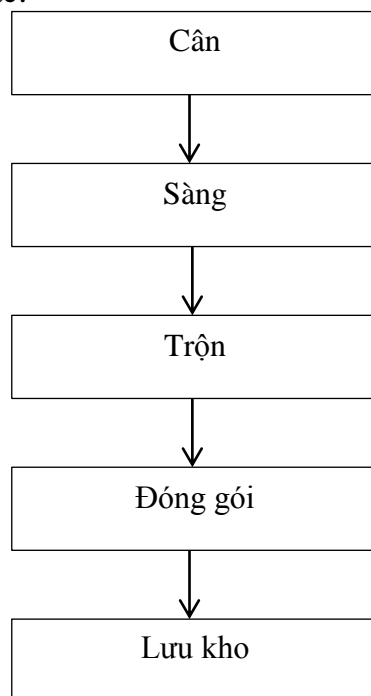 Cân
Sàng
Trộn
Đóng gói
Lưu kho